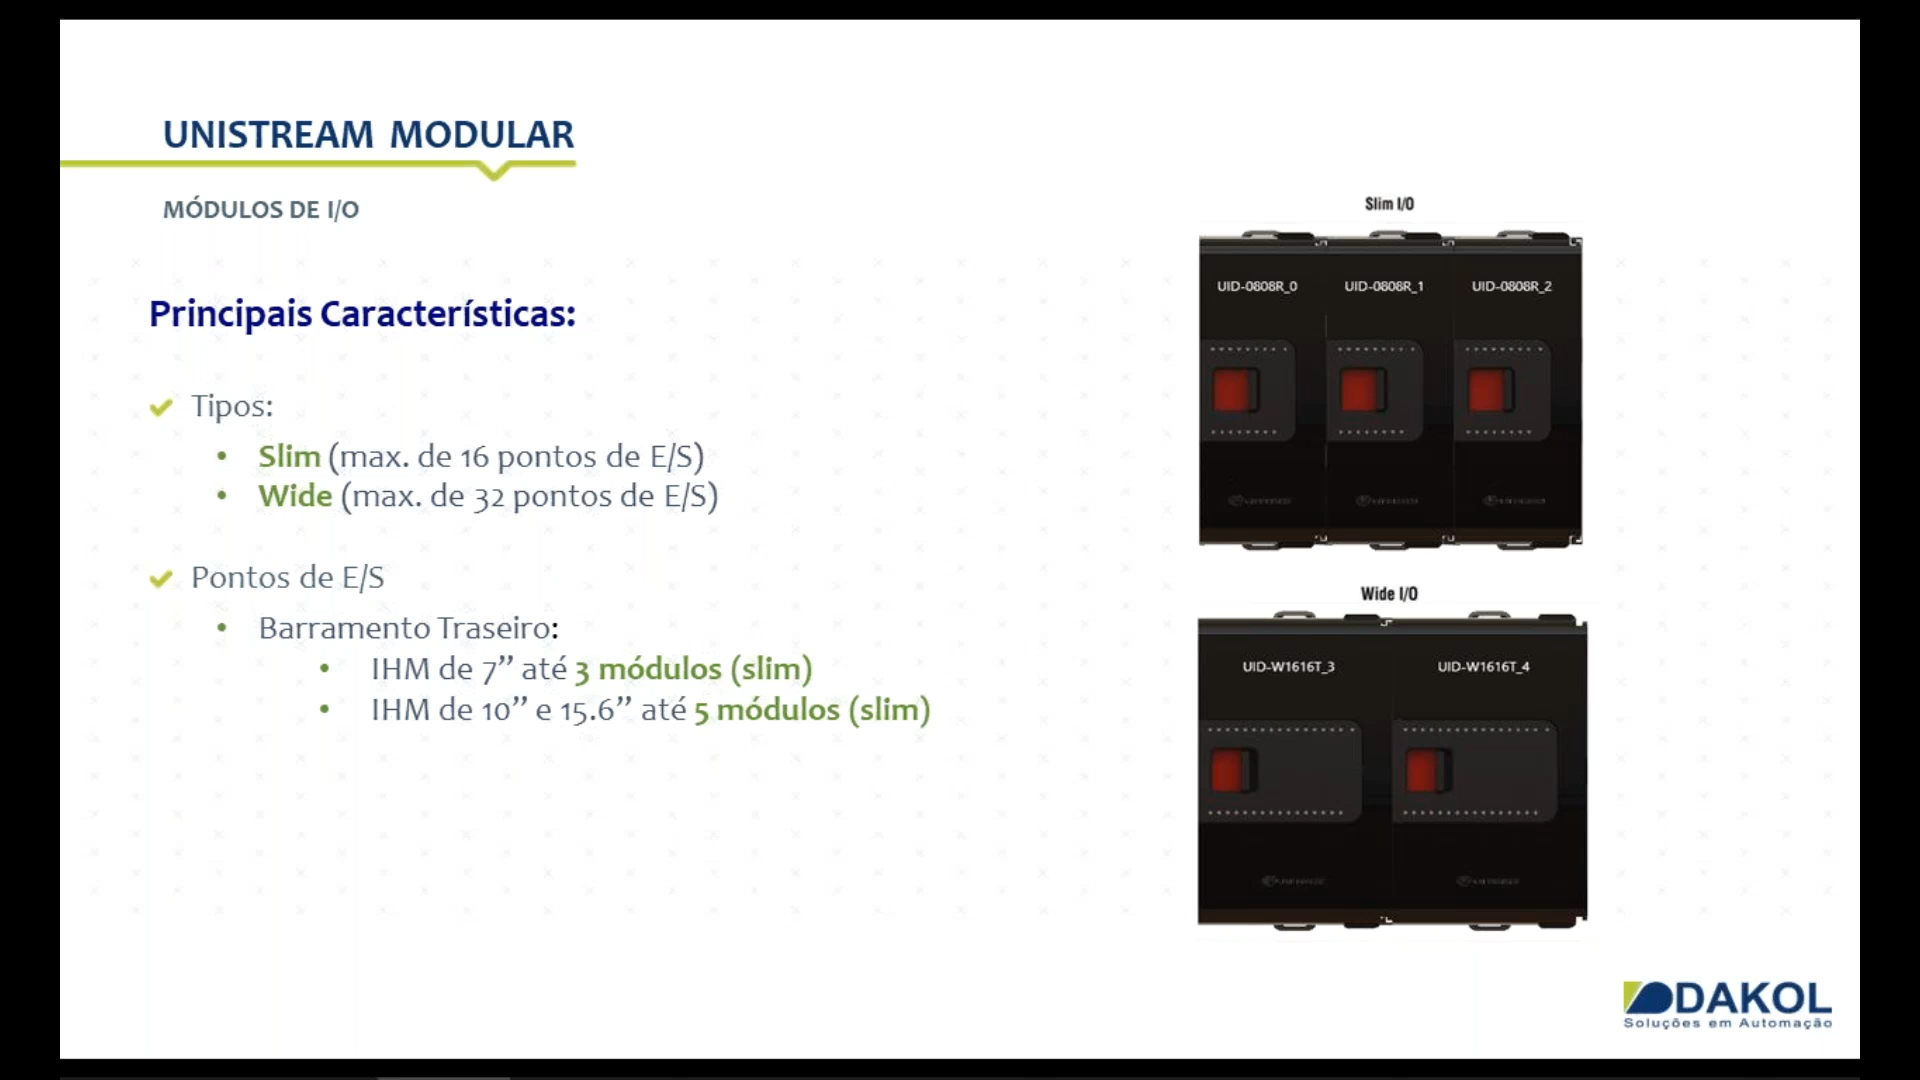 UNISTREAM MODULAR
MÓDULOS DE I/O
Principais Características:
Tipos:
• Slim (max. de 16 pontos de E/S)
• Wide (max. de 32 pontos de E/S)
Pontos de E/S
• Barramento Traseiro:
• IHM de 7” até 3 módulos (slim)
• IHM de 10” e 15.6” até 5 módulos (slim)
Slim I/O
UID-0808R_0 UID-0808R_1 UID-0808R_2
Wide I/O
UID-W1616T_3 UID-W1616T_4
DAKOL
Soluções em Automação